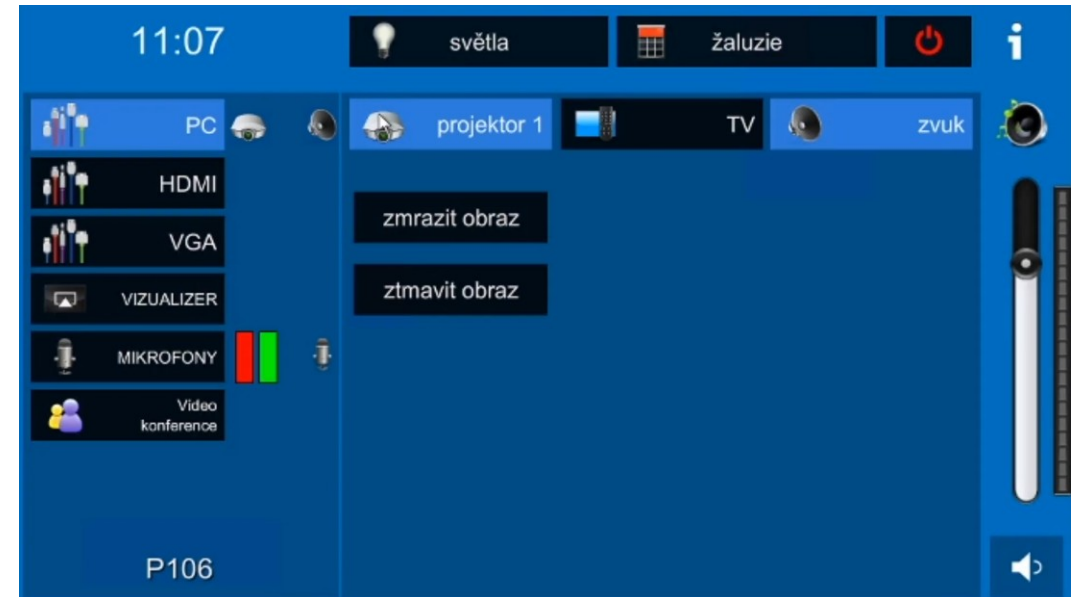 11:07
světla
žaluzie
PC
projektor 1
TV
zvuk
HDMI
VGA
VIZUALIZER
MIKROFONY
Video
konference
zmrazit obraz
ztmavit obraz
P106